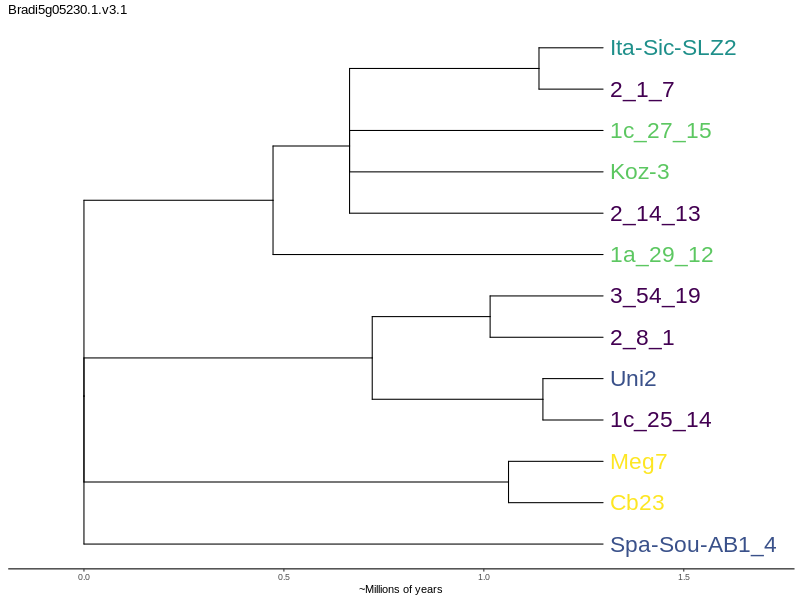 Bradi5g05230.1.v3.1
Ita-Sic-SLZ2
2_1_7
1c_27_15
Koz-3
2_14_13
1a_29_12
3_54_19
2_8_1
Uni2
1c_25_14
Meg7
Cb23
Spa-Sou-AB1_4
0.0 0.5 1.0 1.5
~Millions of years